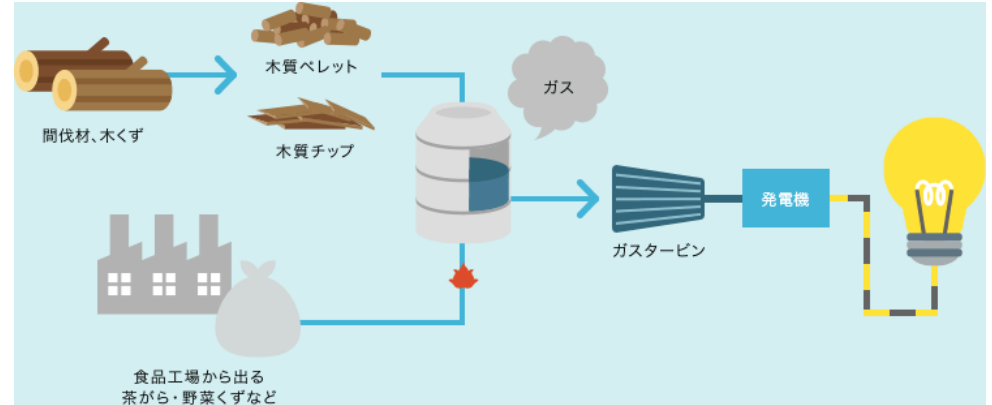 木質ペレット
ガス
間伐材、木くず
木質チップ
発電機
ガスタービン
食品工場から出る
茶がら・野菜くずなど